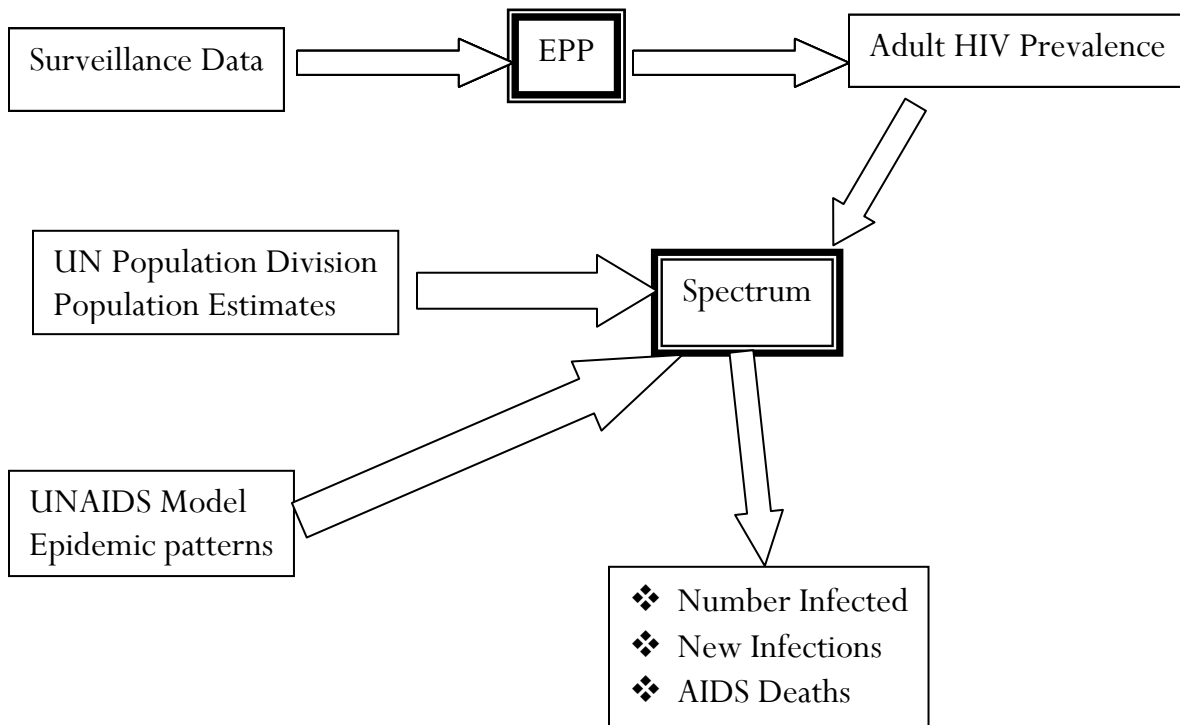 Surveillance Data
EPP
Adult HIV Prevalence
UN Population Division
Population Estimates
Spectrum
UNAIDS Model
Epidemic patterns
❖ Number Infected
❖ New Infections
❖ AIDS Deaths